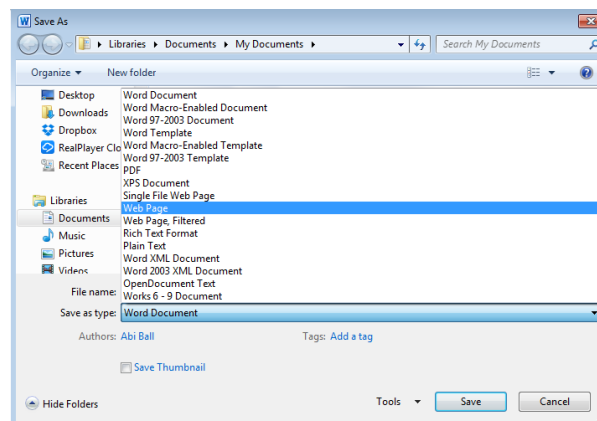 W Save As
Libraries Documents My Documents
Search My Documents
Organize New folder
Desktop
Downloads
Dropbox
RealPlayer Clo
Recent Places
Libraries
Documents
Music
Pictures
Videos
Word Document
Word Macro-Enabled Document
Word 97-2003 Document
Word Template
Word Macro-Enabled Template
Word 97-2003 Template
PDF
XPS Document
Single File Web Page
Web Page
Web Page, Filtered
Rich Text Format
Plain Text
Word XML Document
Word 2003 XML Document
OpenDocument Text
Works 6 - 9 Document
File name:
Save as type: Word Document
Authors: Abi Ball Tags: Add a tag
Save Thumbnail
Hide Folders Tools Save Cancel